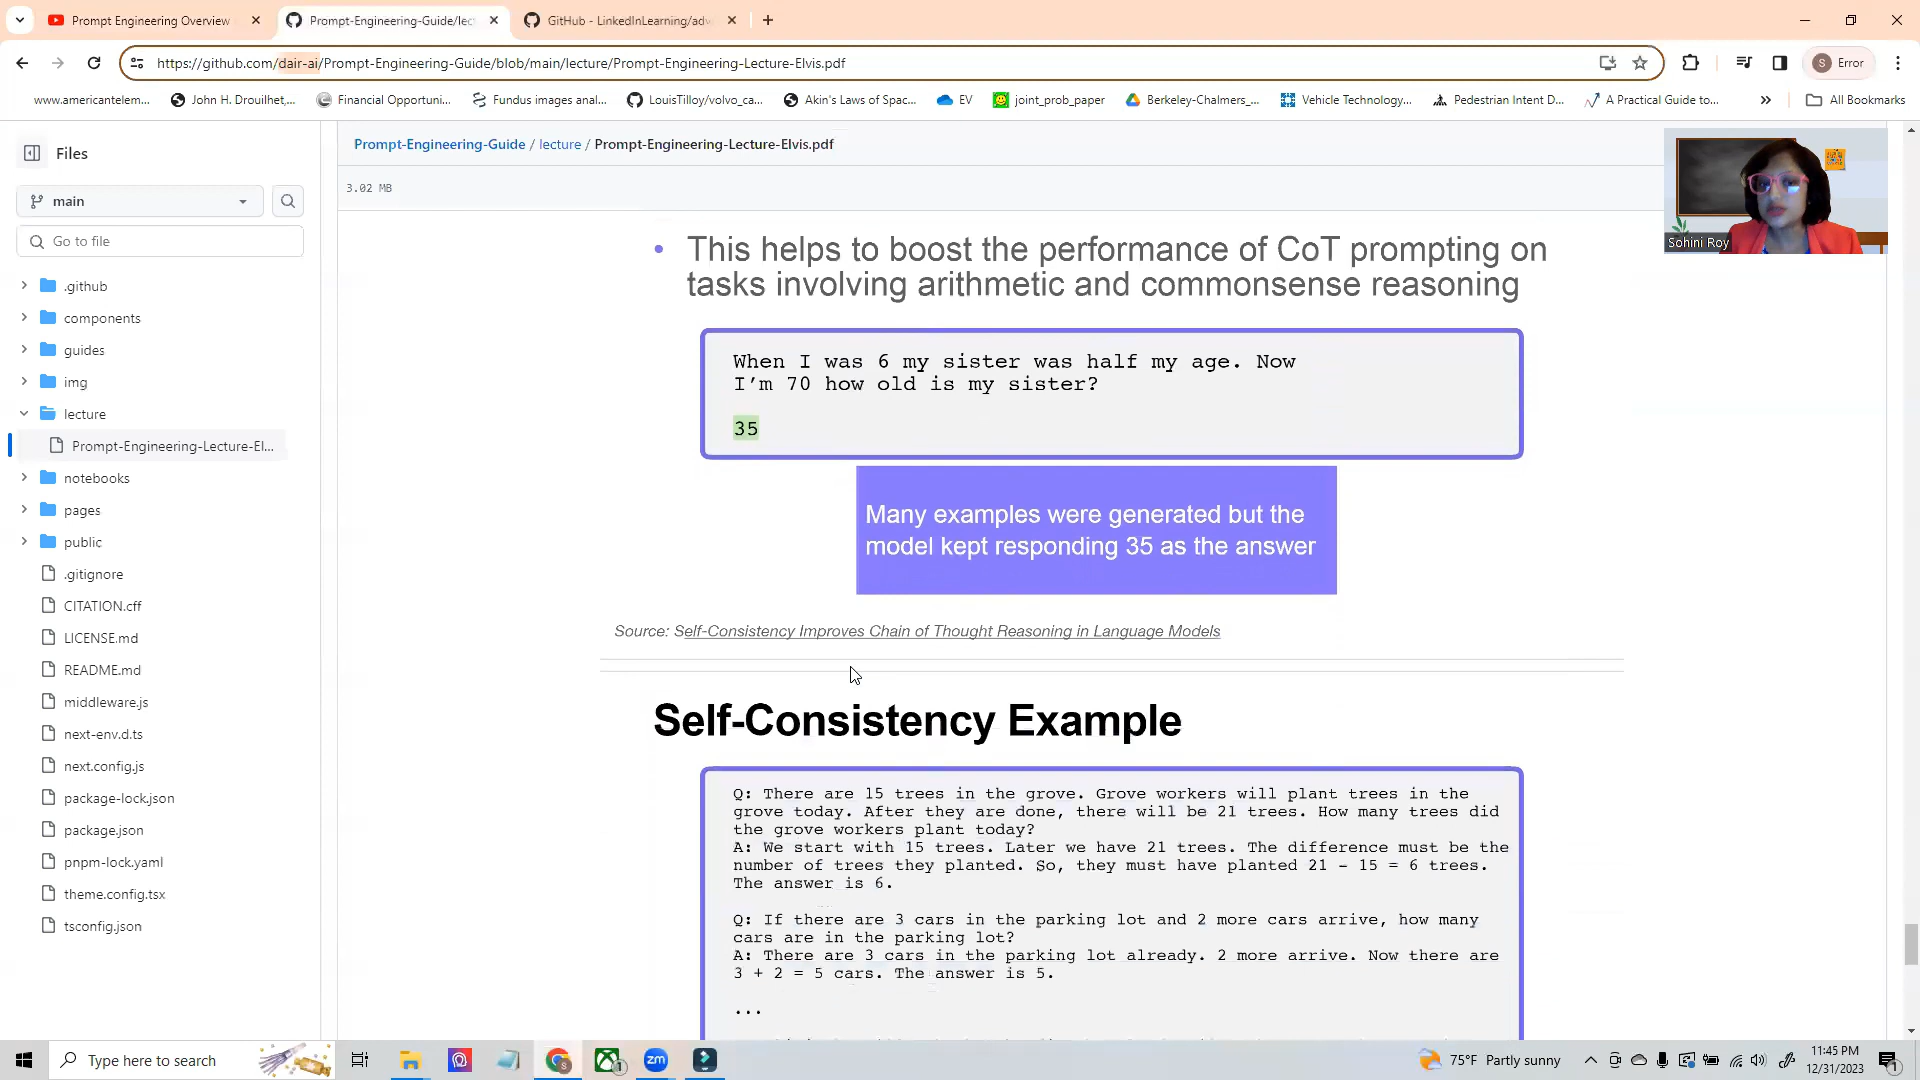 Prompt Engineering Overview
Prompt-Engineering-Guide/lect
GitHub - LinkedInLearning/adv
https://github.com/dair-ai/Prompt-Engineering-Guide/blob/main/lecture/Prompt-Engineering-Lecture-Elvis.pdf
S Error
www.americantelem...
John H. Drouilhet,...
Financial Opportuni...
Fundus images anal...
LouisTilloy/volvo_ca...
Akin's Laws of Spac...
EV
joint_prob_paper
Berkeley-Chalmers_...
Vehicle Technology...
Pedestrian Intent D...
A Practical Guide to...
All Bookmarks
Files
main
Go to file
.github
components
guides
img
lecture
Prompt-Engineering-Lecture-El...
notebooks
pages
public
.gitignore
CITATION.cff
LICENSE.md
README.md
middleware.js
next-env.d.ts
next.config.js
package-lock.json
package.json
pnpm-lock.yaml
theme.config.tsx
tsconfig.json
Prompt-Engineering-Guide / lecture / Prompt-Engineering-Lecture-Elvis.pdf
3.02 MB
• This helps to boost the performance of CoT prompting on
tasks involving arithmetic and commonsense reasoning
When I was 6 my sister was half my age. Now
I'm 70 how old is my sister?
35
Many examples were generated but the
model kept responding 35 as the answer
Source: Self-Consistency Improves Chain of Thought Reasoning in Language Models
Self-Consistency Example
Q: There are 15 trees in the grove. Grove workers will plant trees in the
grove today. After they are done, there will be 21 trees. How many trees did
the grove workers plant today?
A: We start with 15 trees. Later we have 21 trees. The difference must be the
number of trees they planted. So, they must have planted 21 - 15 = 6 trees.
The answer is 6.
Q: If there are 3 cars in the parking lot and 2 more cars arrive, how many
cars are in the parking lot?
A: There are 3 cars in the parking lot already. 2 more arrive. Now there are
3 + 2 = 5 cars. The answer is 5.
...
Sohini Roy
Type here to search
zm
75°F Partly sunny
11:45 PM
12/31/2023